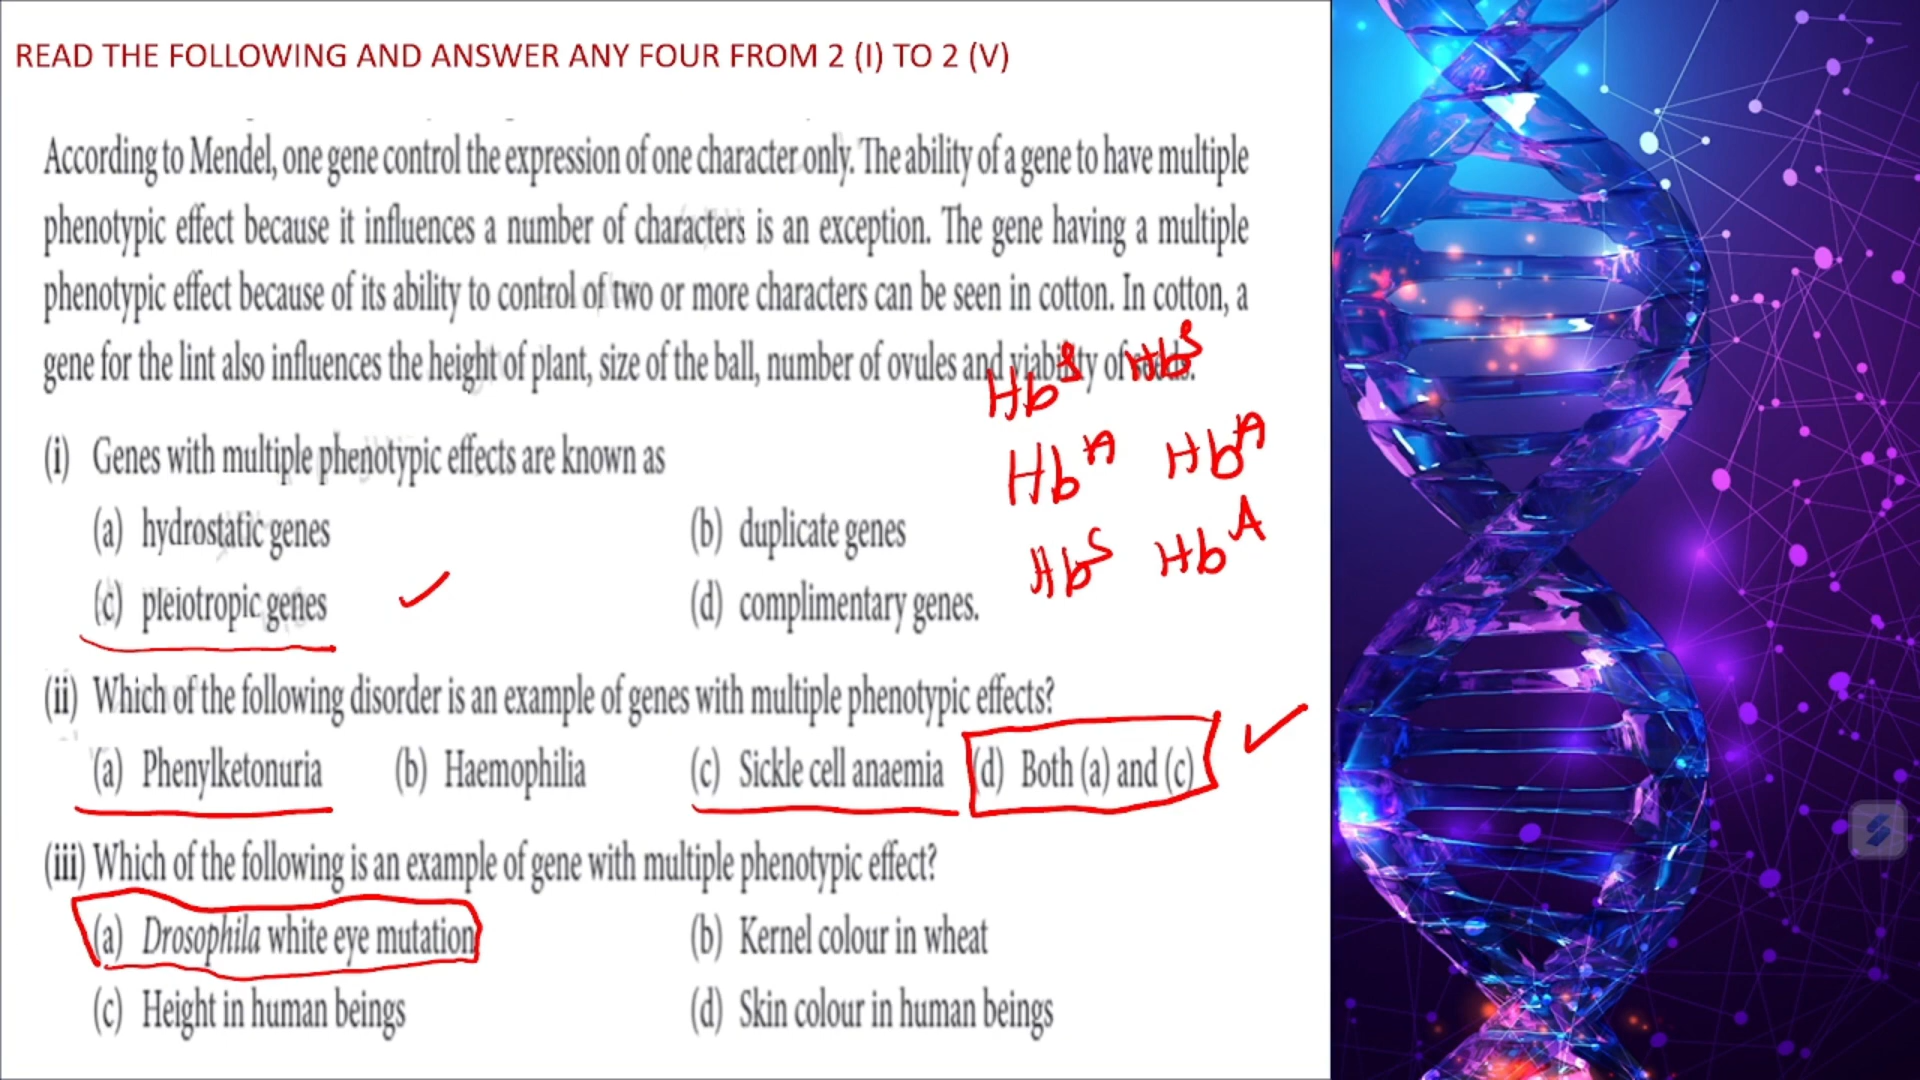 READ THE FOLLOWING AND ANSWER ANY FOUR FROM 2 (I) TO 2 (V)
According to Mendel, one gene control the expression of one character only. The ability of a gene to have multiple
phenotypic effect because it influences a number of characters is an exception. The gene having a multiple
phenotypic effect because of its ability to control of two or more characters can be seen in cotton. In cotton, a
gene for the lint also influences the height of plant, size of the ball, number of ovules and viability of seeds.
Hb^S Hb^S
(i) Genes with multiple phenotypic effects are known as
Hb^A Hb^A
(a) hydrostatic genes (b) duplicate genes
Hb^S Hb^A
(c) pleiotropic genes (d) complimentary genes.
(ii) Which of the following disorder is an example of genes with multiple phenotypic effects?
(a) Phenylketonuria (b) Haemophilia (c) Sickle cell anaemia (d) Both (a) and (c)
(iii) Which of the following is an example of gene with multiple phenotypic effect?
(a) Drosophila white eye mutation (b) Kernel colour in wheat
(c) Height in human beings (d) Skin colour in human beings